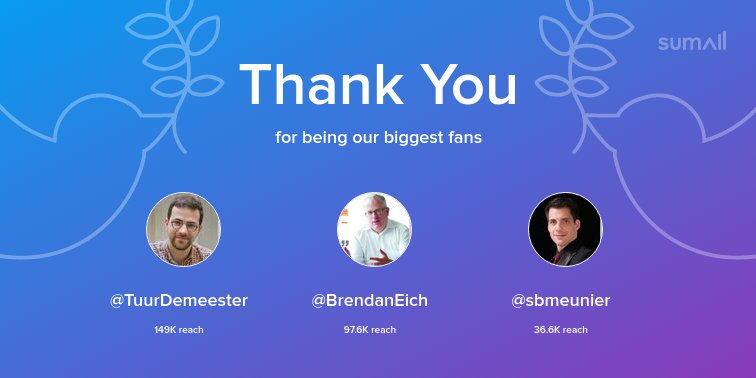 sumall
Thank You
for being our biggest fans
@TuurDemeester
@BrendanEich
@sbmeunier
149K reach
97.6K reach
36.6K reach